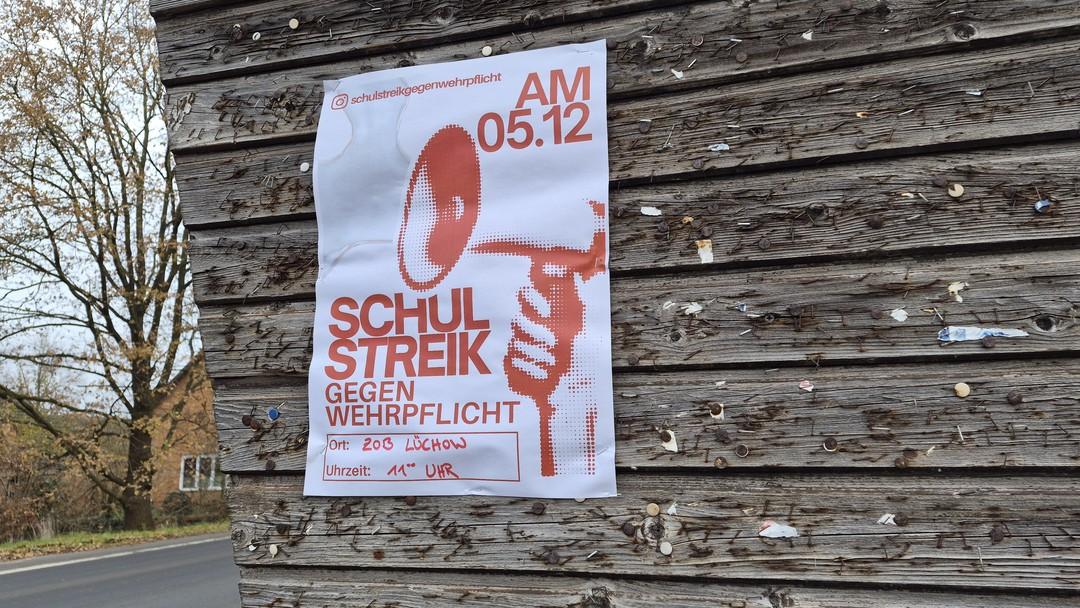 schulstreikgegenwehrpflicht
AM
05.12
SCHUL
STREIK
GEGEN
WEHRPFLICHT
Ort: ZOB LÜCHOW
Uhrzeit: 11°° UHR